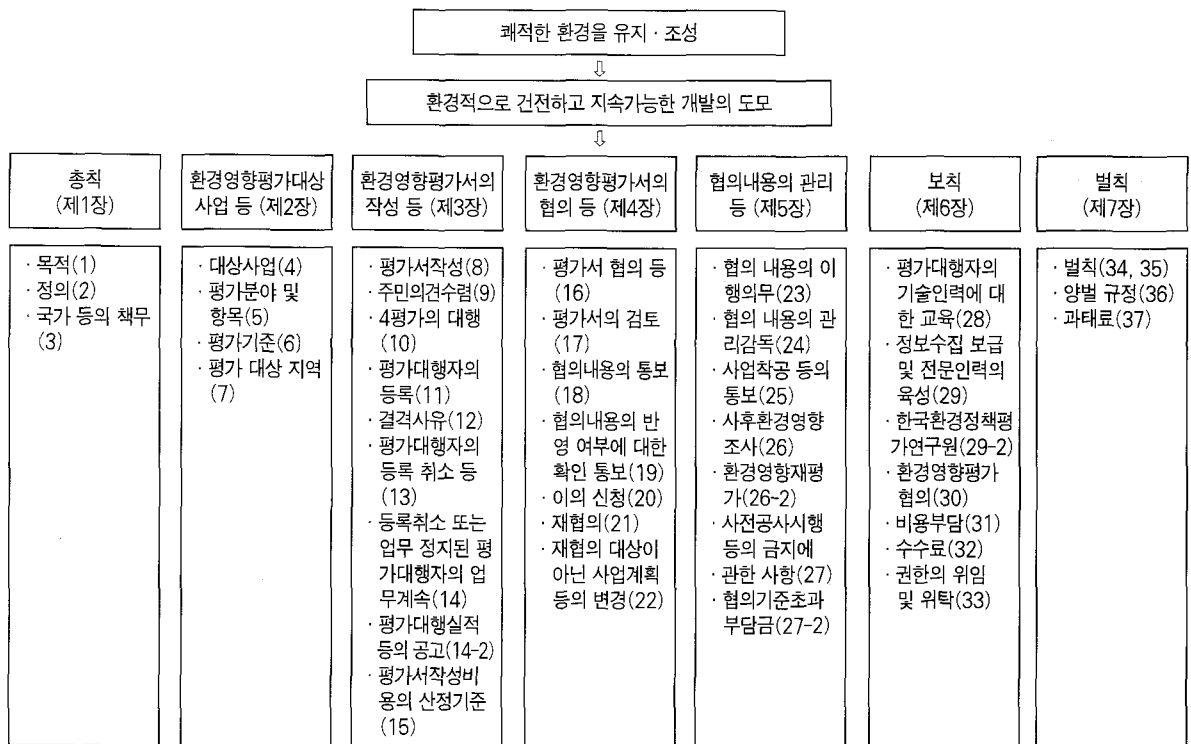 쾌적한 환경을 유지 · 조성
⇩
환경적으로 건전하고 지속가능한 개발의 도모
⇩
총칙
(제1장)
· 목적(1)
· 정의(2)
· 국가 등의 책무
(3)
환경영향평가대상
사업 등 (제2장)
· 대상사업(4)
· 평가분야 및
항목(5)
· 평가기준(6)
· 평가 대상 지역
(7)
환경영향평가서의
작성 등 (제3장)
· 평가서작성(8)
· 주민의견수렴(9)
· 4평가의 대행
(10)
· 평가대행자의
등록(11)
· 결격사유(12)
· 평가대행자의
등록 취소 등
(13)
· 등록취소 또는
업무 정지된 평
가대행자의 업
무계속(14)
· 평가대행실적
등의 공고(14-2)
· 평가서작성비
용의 산정기준
(15)
환경영향평가서의
협의 등 (제4장)
· 평가서 협의 등
(16)
· 평가서의 검토
(17)
· 협의내용의 통보
(18)
· 협의내용의 반
영 여부에 대한
확인 통보(19)
· 이의 신청(20)
· 재협의(21)
· 재협의 대상이
아닌 사업계획
등의 변경(22)
협의내용의 관리
등 (제5장)
· 협의 내용의 이
행의무(23)
· 협의 내용의 관
리감독(24)
· 사업착공 등의
통보(25)
· 사후환경영향
조사(26)
· 환경영향재평
가(26-2)
· 사전공사시행
등의 금지에
· 관한 사항(27)
· 협의기준초과
부담금(27-2)
보칙
(제6장)
· 평가대행자의
기술인력에 대
한 교육(28)
· 정보수집 보급
및 전문인력의
육성(29)
· 한국환경정책평
가연구원(29-2)
· 환경영향평가
협의(30)
· 비용부담(31)
· 수수료(32)
· 권한의 위임
및 위탁(33)
벌칙
(제7장)
· 벌칙(34, 35)
· 양벌 규정(36)
· 과태료(37)